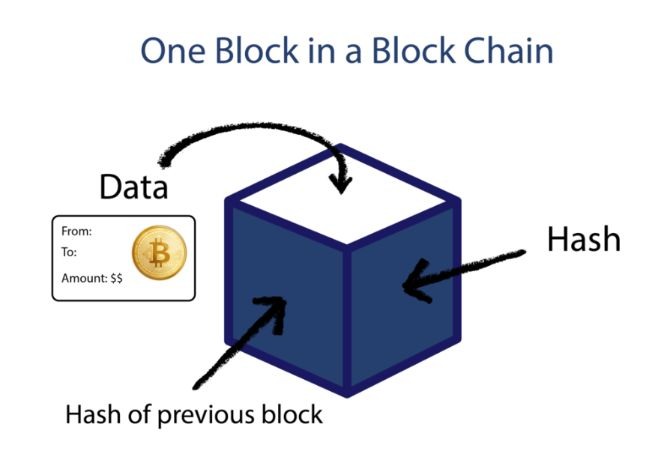 One Block in a Block Chain
Data
From:
To:
Amount: $$
Hash
Hash of previous block